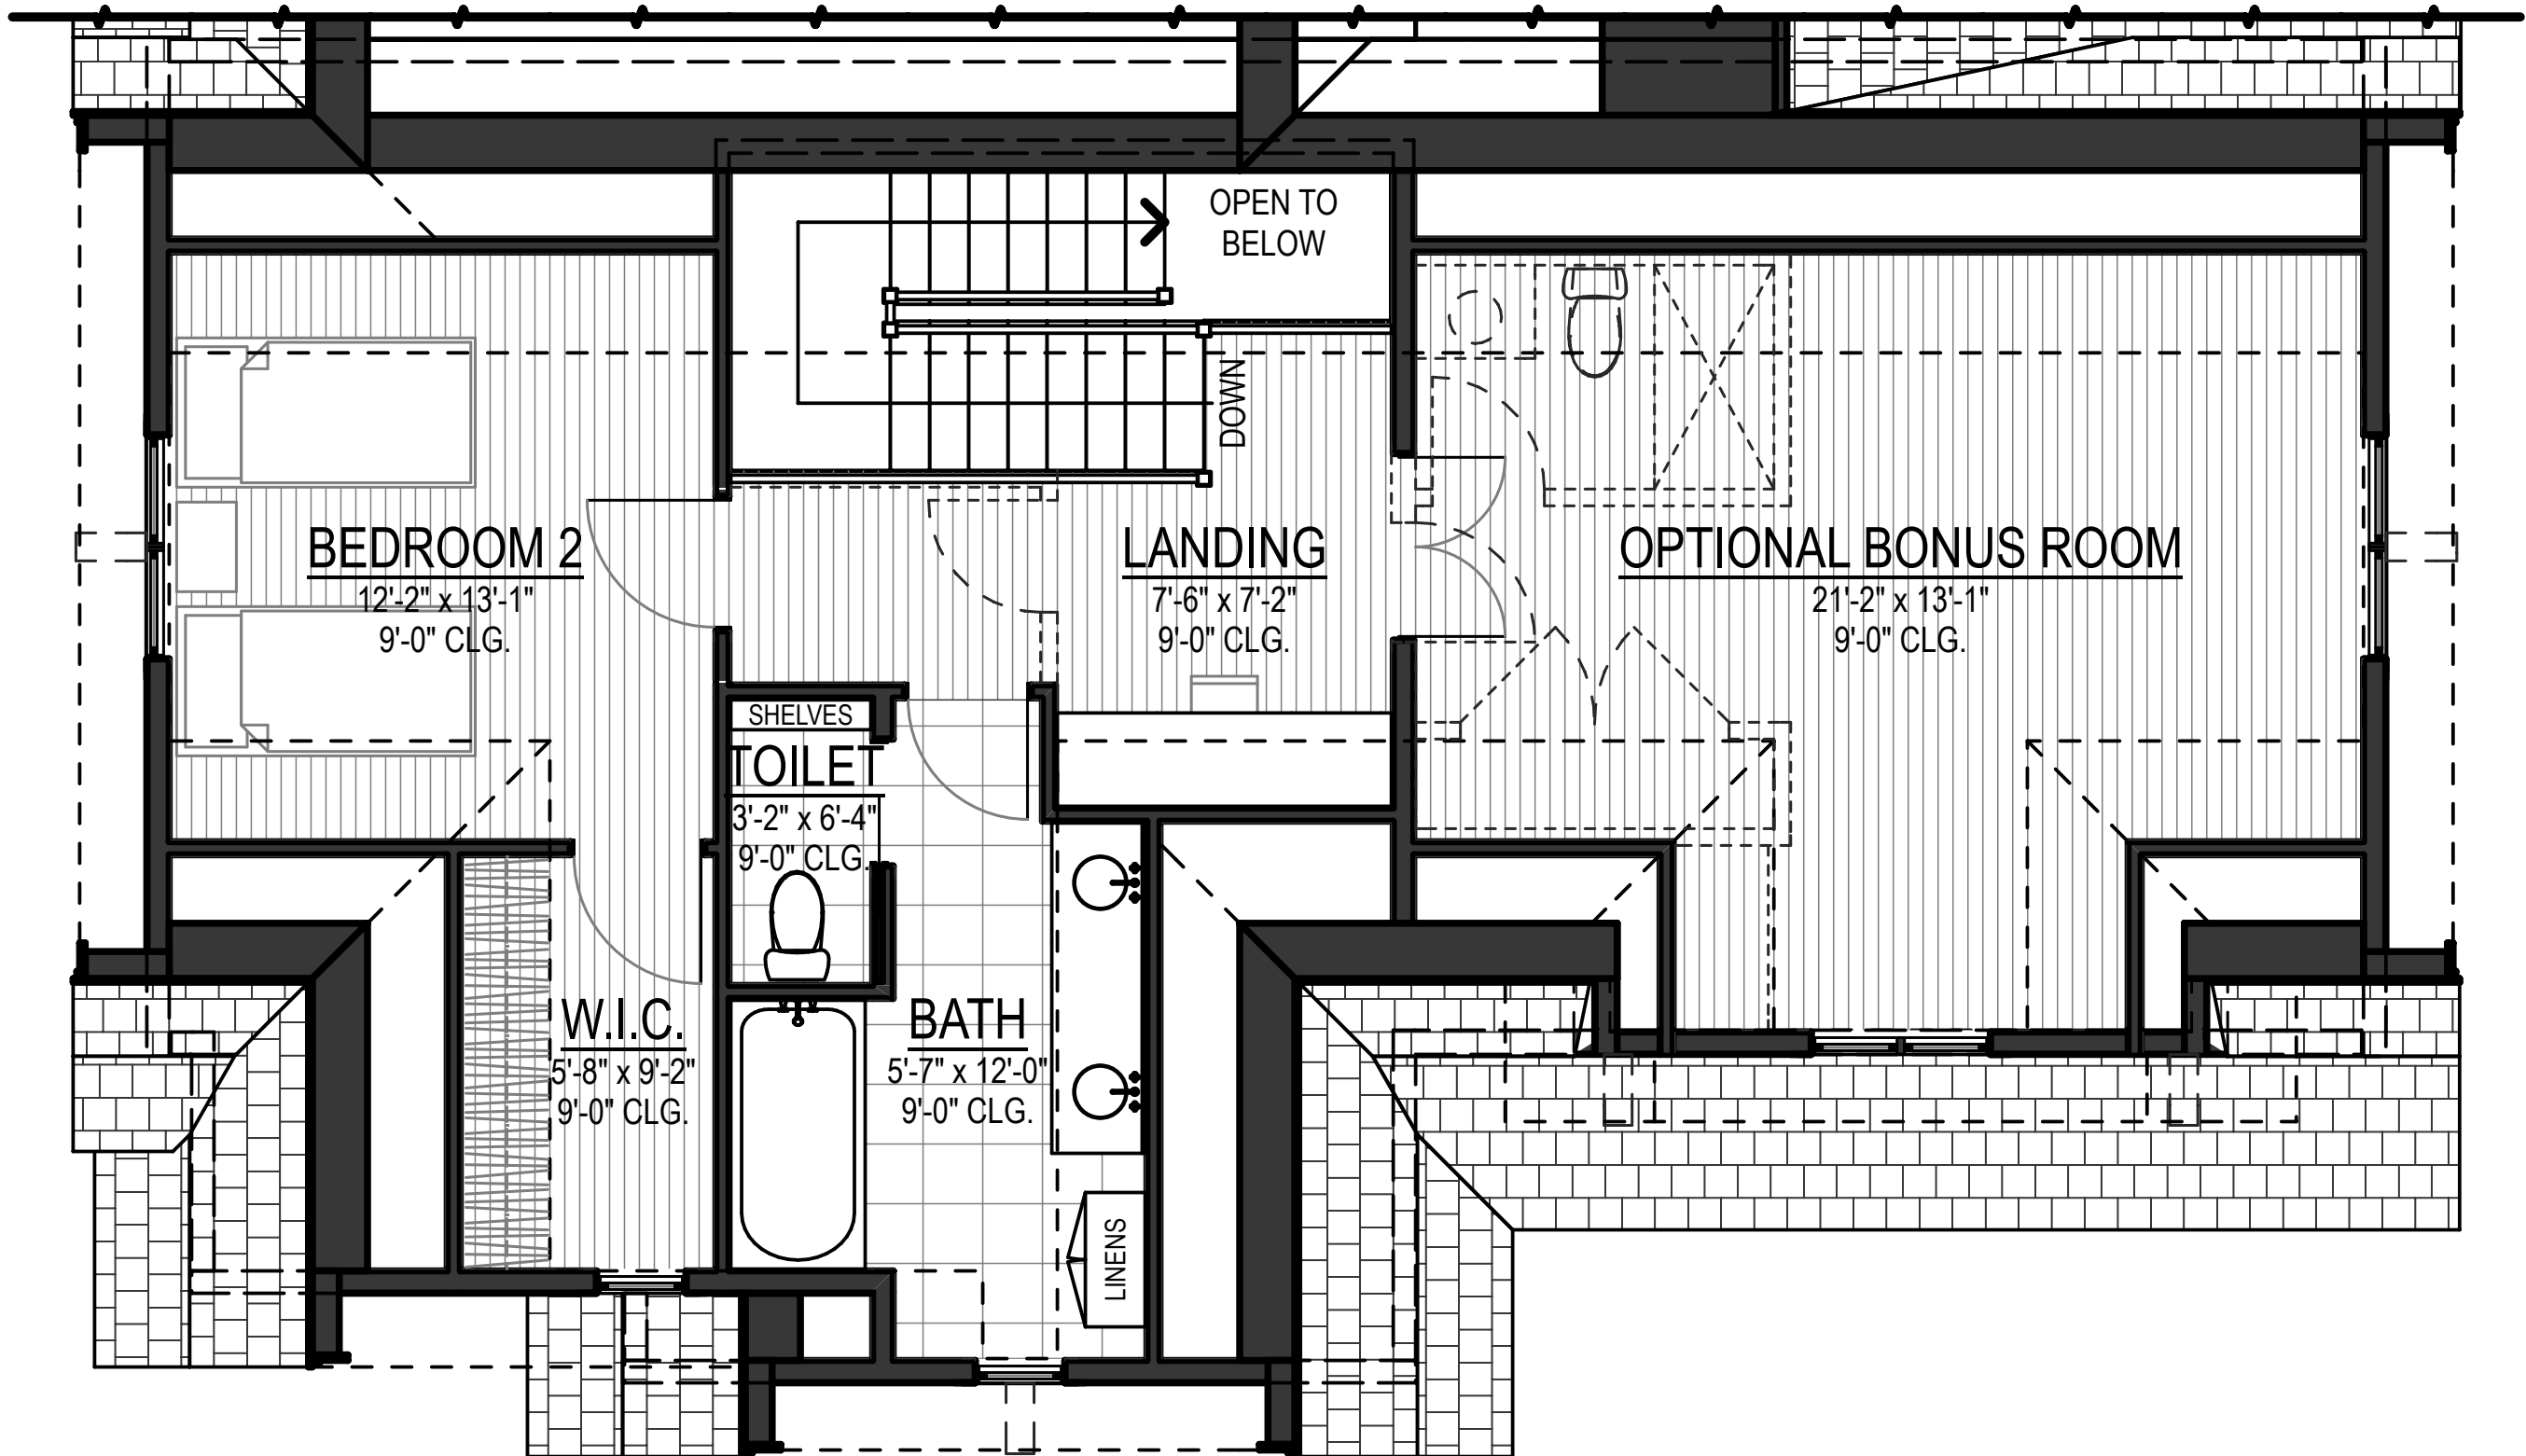 OPEN TO
BELOW
DOWN
BEDROOM 2
12'-2" x 13'-1"
9'-0" CLG.
LANDING
7'-6" x 7'-2"
9'-0" CLG.
OPTIONAL BONUS ROOM
21'-2" x 13'-1"
9'-0" CLG.
SHELVES
TOILET
3'-2" x 6'-4"
9'-0" CLG.
W.I.C.
5'-8" x 9'-2"
9'-0" CLG.
BATH
5'-7" x 12'-0"
9'-0" CLG.
LINENS